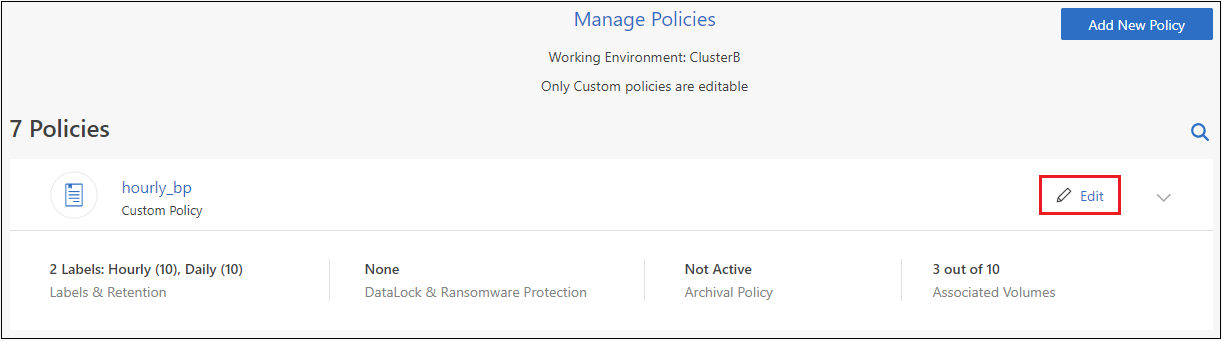 Manage Policies
Add New Policy
Working Environment: ClusterB
Only Custom policies are editable
7 Policies
hourly_bp
Custom Policy
Edit
2 Labels: Hourly (10), Daily (10)
Labels & Retention
None
DataLock & Ransomware Protection
Not Active
Archival Policy
3 out of 10
Associated Volumes